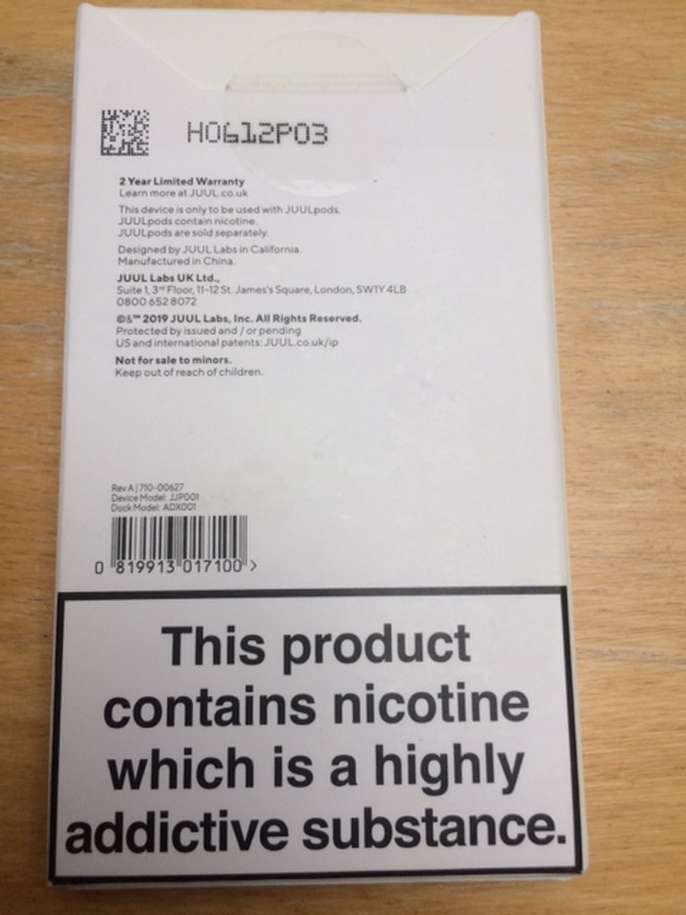 H0612P03
2 Year Limited Warranty
Learn more at JUUL.co.uk
This device is only to be used with JUULpods.
JUULpods contain nicotine.
JUULpods are sold separately.
Designed by JUUL Labs in California.
Manufactured in China.
JUUL Labs UK Ltd.,
Suite 1, 3rd Floor, 11-12 St. James's Square, London, SW1Y 4LB
0800 652 8072
©&™ 2019 JUUL Labs, Inc. All Rights Reserved.
Protected by issued and / or pending
US and international patents: JUUL.co.uk/ip
Not for sale to minors.
Keep out of reach of children.
Rev A | 710-00627
Device Model: JJP001
Dock Model: ADX001
0 819913 017100 >
This product
contains nicotine
which is a highly
addictive substance.